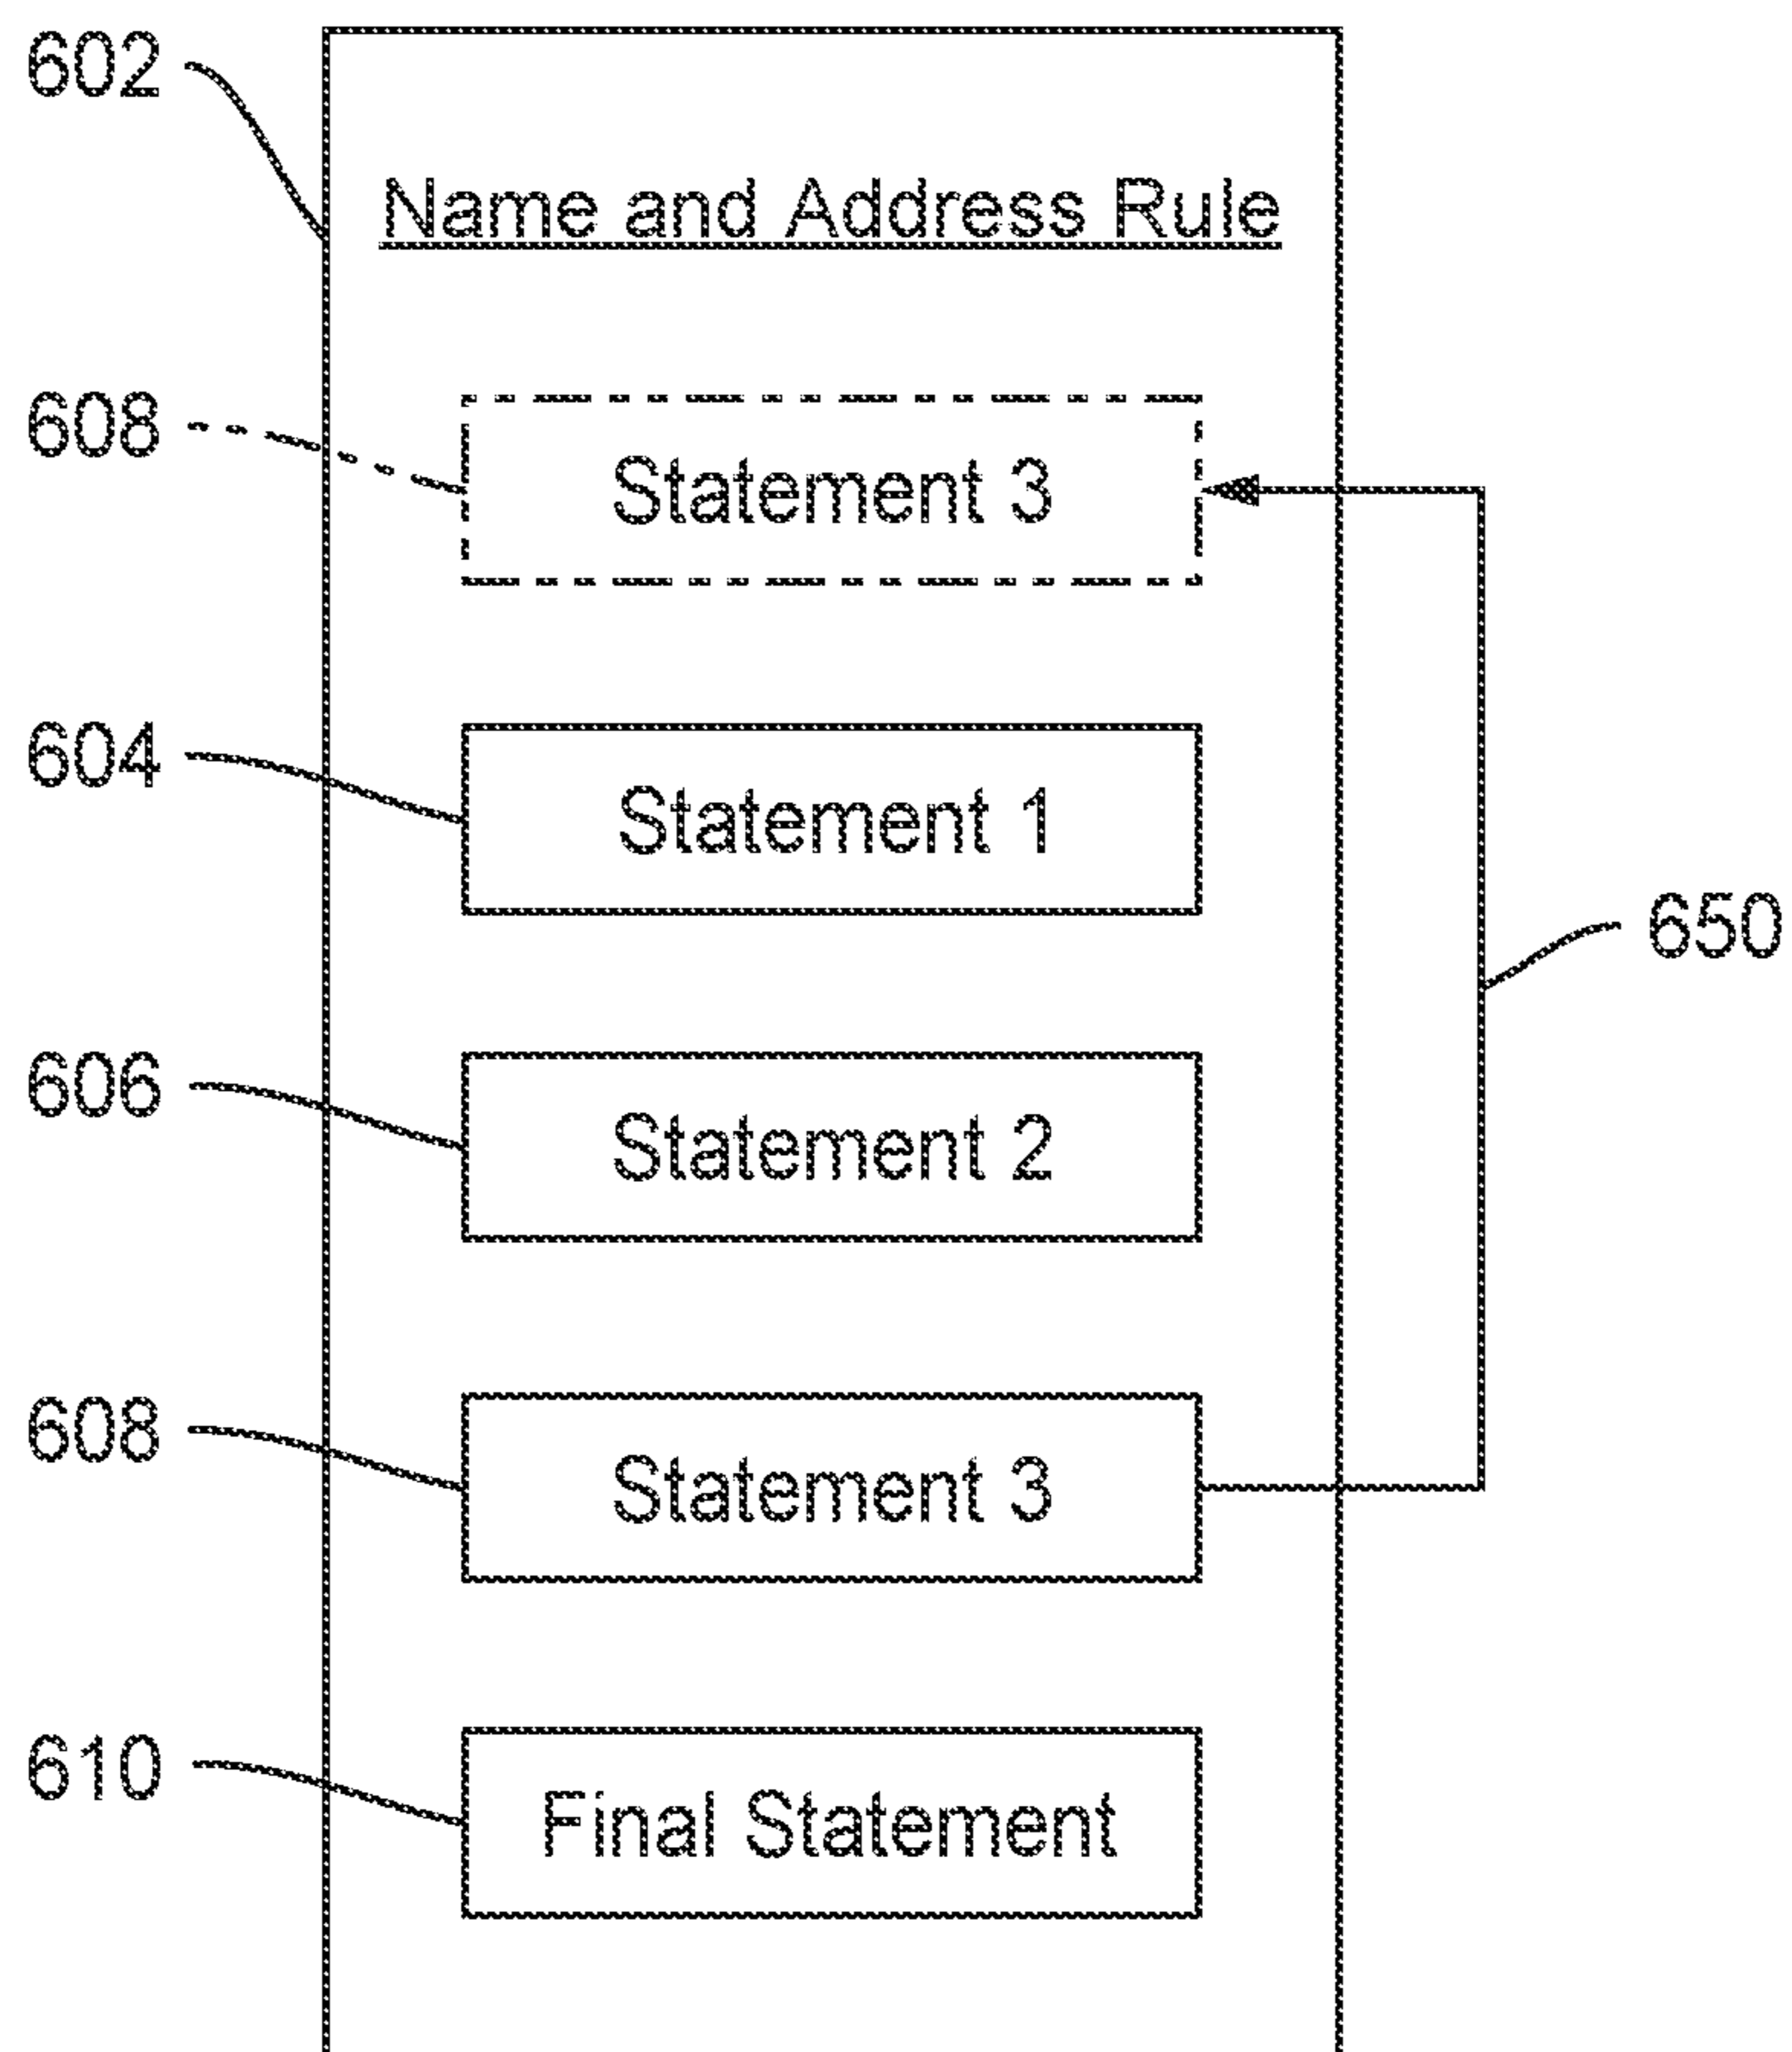 602
Name and Address Rule
608
Statement 3
604
Statement 1
650
606
Statement 2
608
Statement 3
610
Final Statement